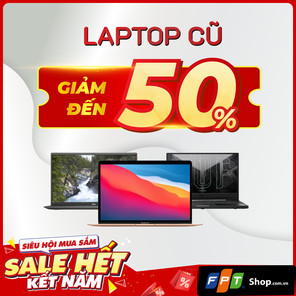 LAPTOP CŨ
GIẢM
ĐẾN
50%
SIÊU HỘI MUA SẮM
SALE HẾT
KẾT NĂM
FPT Shop.com.vn